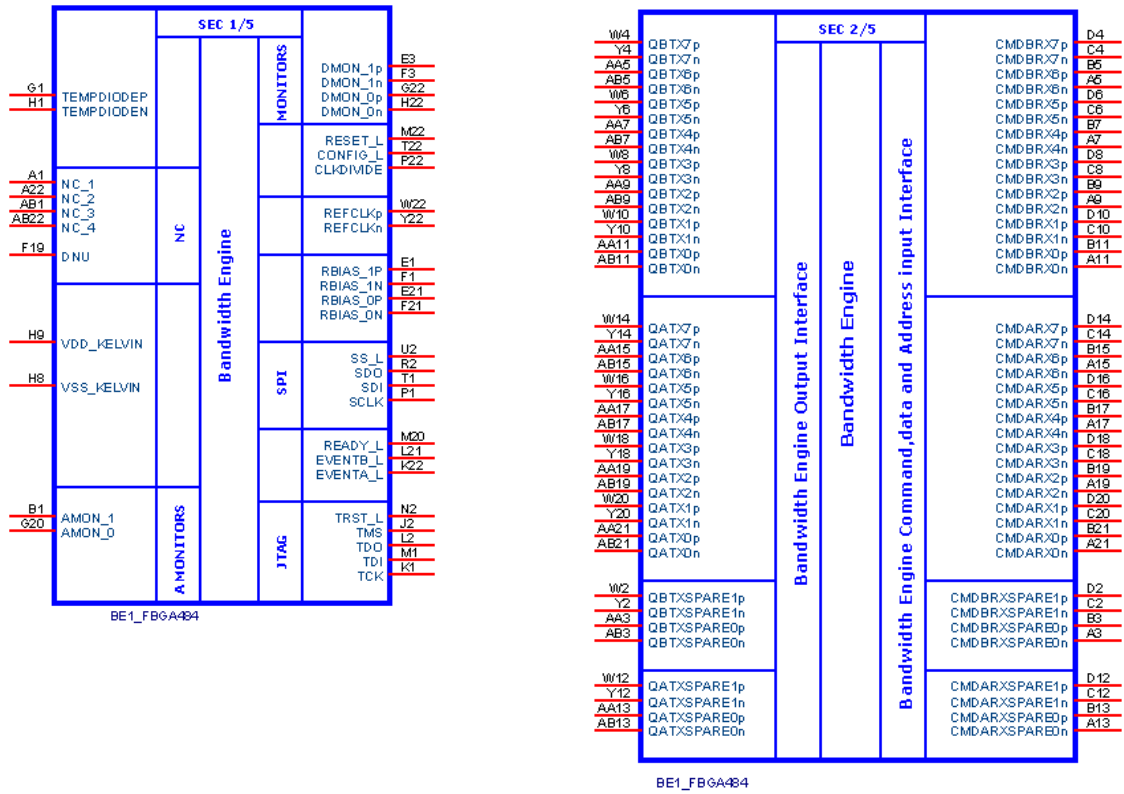 SEC 1/5
Bandwidth Engine
G1 TEMPDIODEP
H1 TEMPDIODEN
NC
A1 NC_1
A22 NC_2
AB1 NC_3
AB22 NC_4
F19 DNU
H9 VDD_KELVIN
H8 VSS_KELVIN
AMONITORS
B1 AMON_1
G20 AMON_0
MONITORS
DMON_1p E3
DMON_1n F3
DMON_0p G22
DMON_0n H22
RESET_L M22
CONFIG_L T22
CLKDIVIDE P22
REFCLKp W22
REFCLKn Y22
RBIAS_1P E1
RBIAS_1N F1
RBIAS_0P E21
RBIAS_0N F21
SPI
SS_L U2
SDO R2
SDI T1
SCLK P1
READY_L M20
EVENTB_L L21
EVENTA_L K22
JTAG
TRST_L N2
TMS J2
TDO L2
TDI M1
TCK K1
BE1_FBGA484
SEC 2/5
Bandwidth Engine Output Interface
Bandwidth Engine
Bandwidth Engine Command,data and Address input Interface
W4 QBTX7p CMDBRX7p D4
Y4 QBTX7n CMDBRX7n C4
AA5 QBTX6p CMDBRX6p B5
AB5 QBTX6n CMDBRX6n A5
W6 QBTX5p CMDBRX5p D6
Y6 QBTX5n CMDBRX5n C6
AA7 QBTX4p CMDBRX4p B7
AB7 QBTX4n CMDBRX4n A7
W8 QBTX3p CMDBRX3p D8
Y8 QBTX3n CMDBRX3n C8
AA9 QBTX2p CMDBRX2p B9
AB9 QBTX2n CMDBRX2n A9
W10 QBTX1p CMDBRX1p D10
Y10 QBTX1n CMDBRX1n C10
AA11 QBTX0p CMDBRX0p B11
AB11 QBTX0n CMDBRX0n A11
W14 QATX7p CMDARX7p D14
Y14 QATX7n CMDARX7n C14
AA15 QATX6p CMDARX6p B15
AB15 QATX6n CMDARX6n A15
W16 QATX5p CMDARX5p D16
Y16 QATX5n CMDARX5n C16
AA17 QATX4p CMDARX4p B17
AB17 QATX4n CMDARX4n A17
W18 QATX3p CMDARX3p D18
Y18 QATX3n CMDARX3n C18
AA19 QATX2p CMDARX2p B19
AB19 QATX2n CMDARX2n A19
W20 QATX1p CMDARX1p D20
Y20 QATX1n CMDARX1n C20
AA21 QATX0p CMDARX0p B21
AB21 QATX0n CMDARX0n A21
W2 QBTXSPARE1p CMDBRXSPARE1p D2
Y2 QBTXSPARE1n CMDBRXSPARE1n C2
AA3 QBTXSPARE0p CMDBRXSPARE0p B3
AB3 QBTXSPARE0n CMDBRXSPARE0n A3
W12 QATXSPARE1p CMDARXSPARE1p D12
Y12 QATXSPARE1n CMDARXSPARE1n C12
AA13 QATXSPARE0p CMDARXSPARE0p B13
AB13 QATXSPARE0n CMDARXSPARE0n A13
BE1_FBGA484